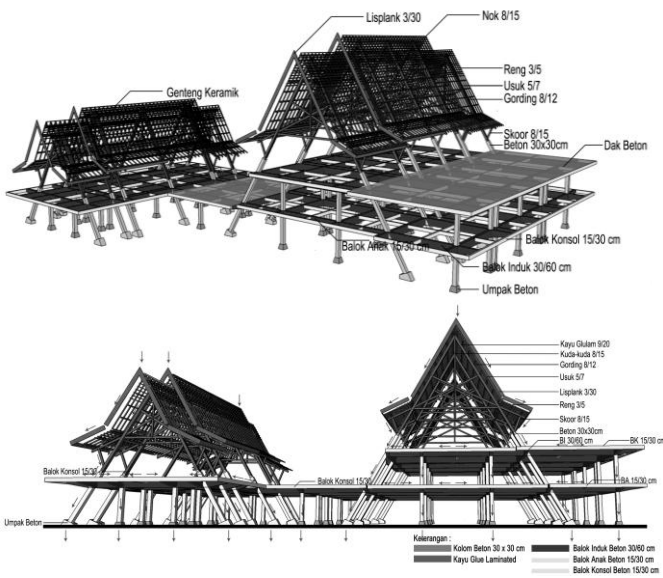 Lisplank 3/30
Nok 8/15
Genteng Keramik
Reng 3/5
Usuk 5/7
Gording 8/12
Skoor 8/15
Beton 30x30cm
Dak Beton
Balok Anak 15/30 cm
Balok Konsol 15/30 cm
Balok Induk 30/60 cm
Umpak Beton
Kayu Glulam 9/20
Kuda-kuda 8/15
Gording 8/12
Usuk 5/7
Lisplank 3/30
Reng 3/5
Skoor 8/15
Beton 30x30cm
BI 30/60 cm
BK 15/30 cm
Balok Konsol 15/30
Balok Konsol 15/30
BA 15/30 cm
Umpak Beton
Keterangan :
Kolom Beton 30 x 30 cm
Kayu Glue Laminated
Balok Induk Beton 30/60 cm
Balok Anak Beton 15/30 cm
Balok Konsol Beton 15/30 cm